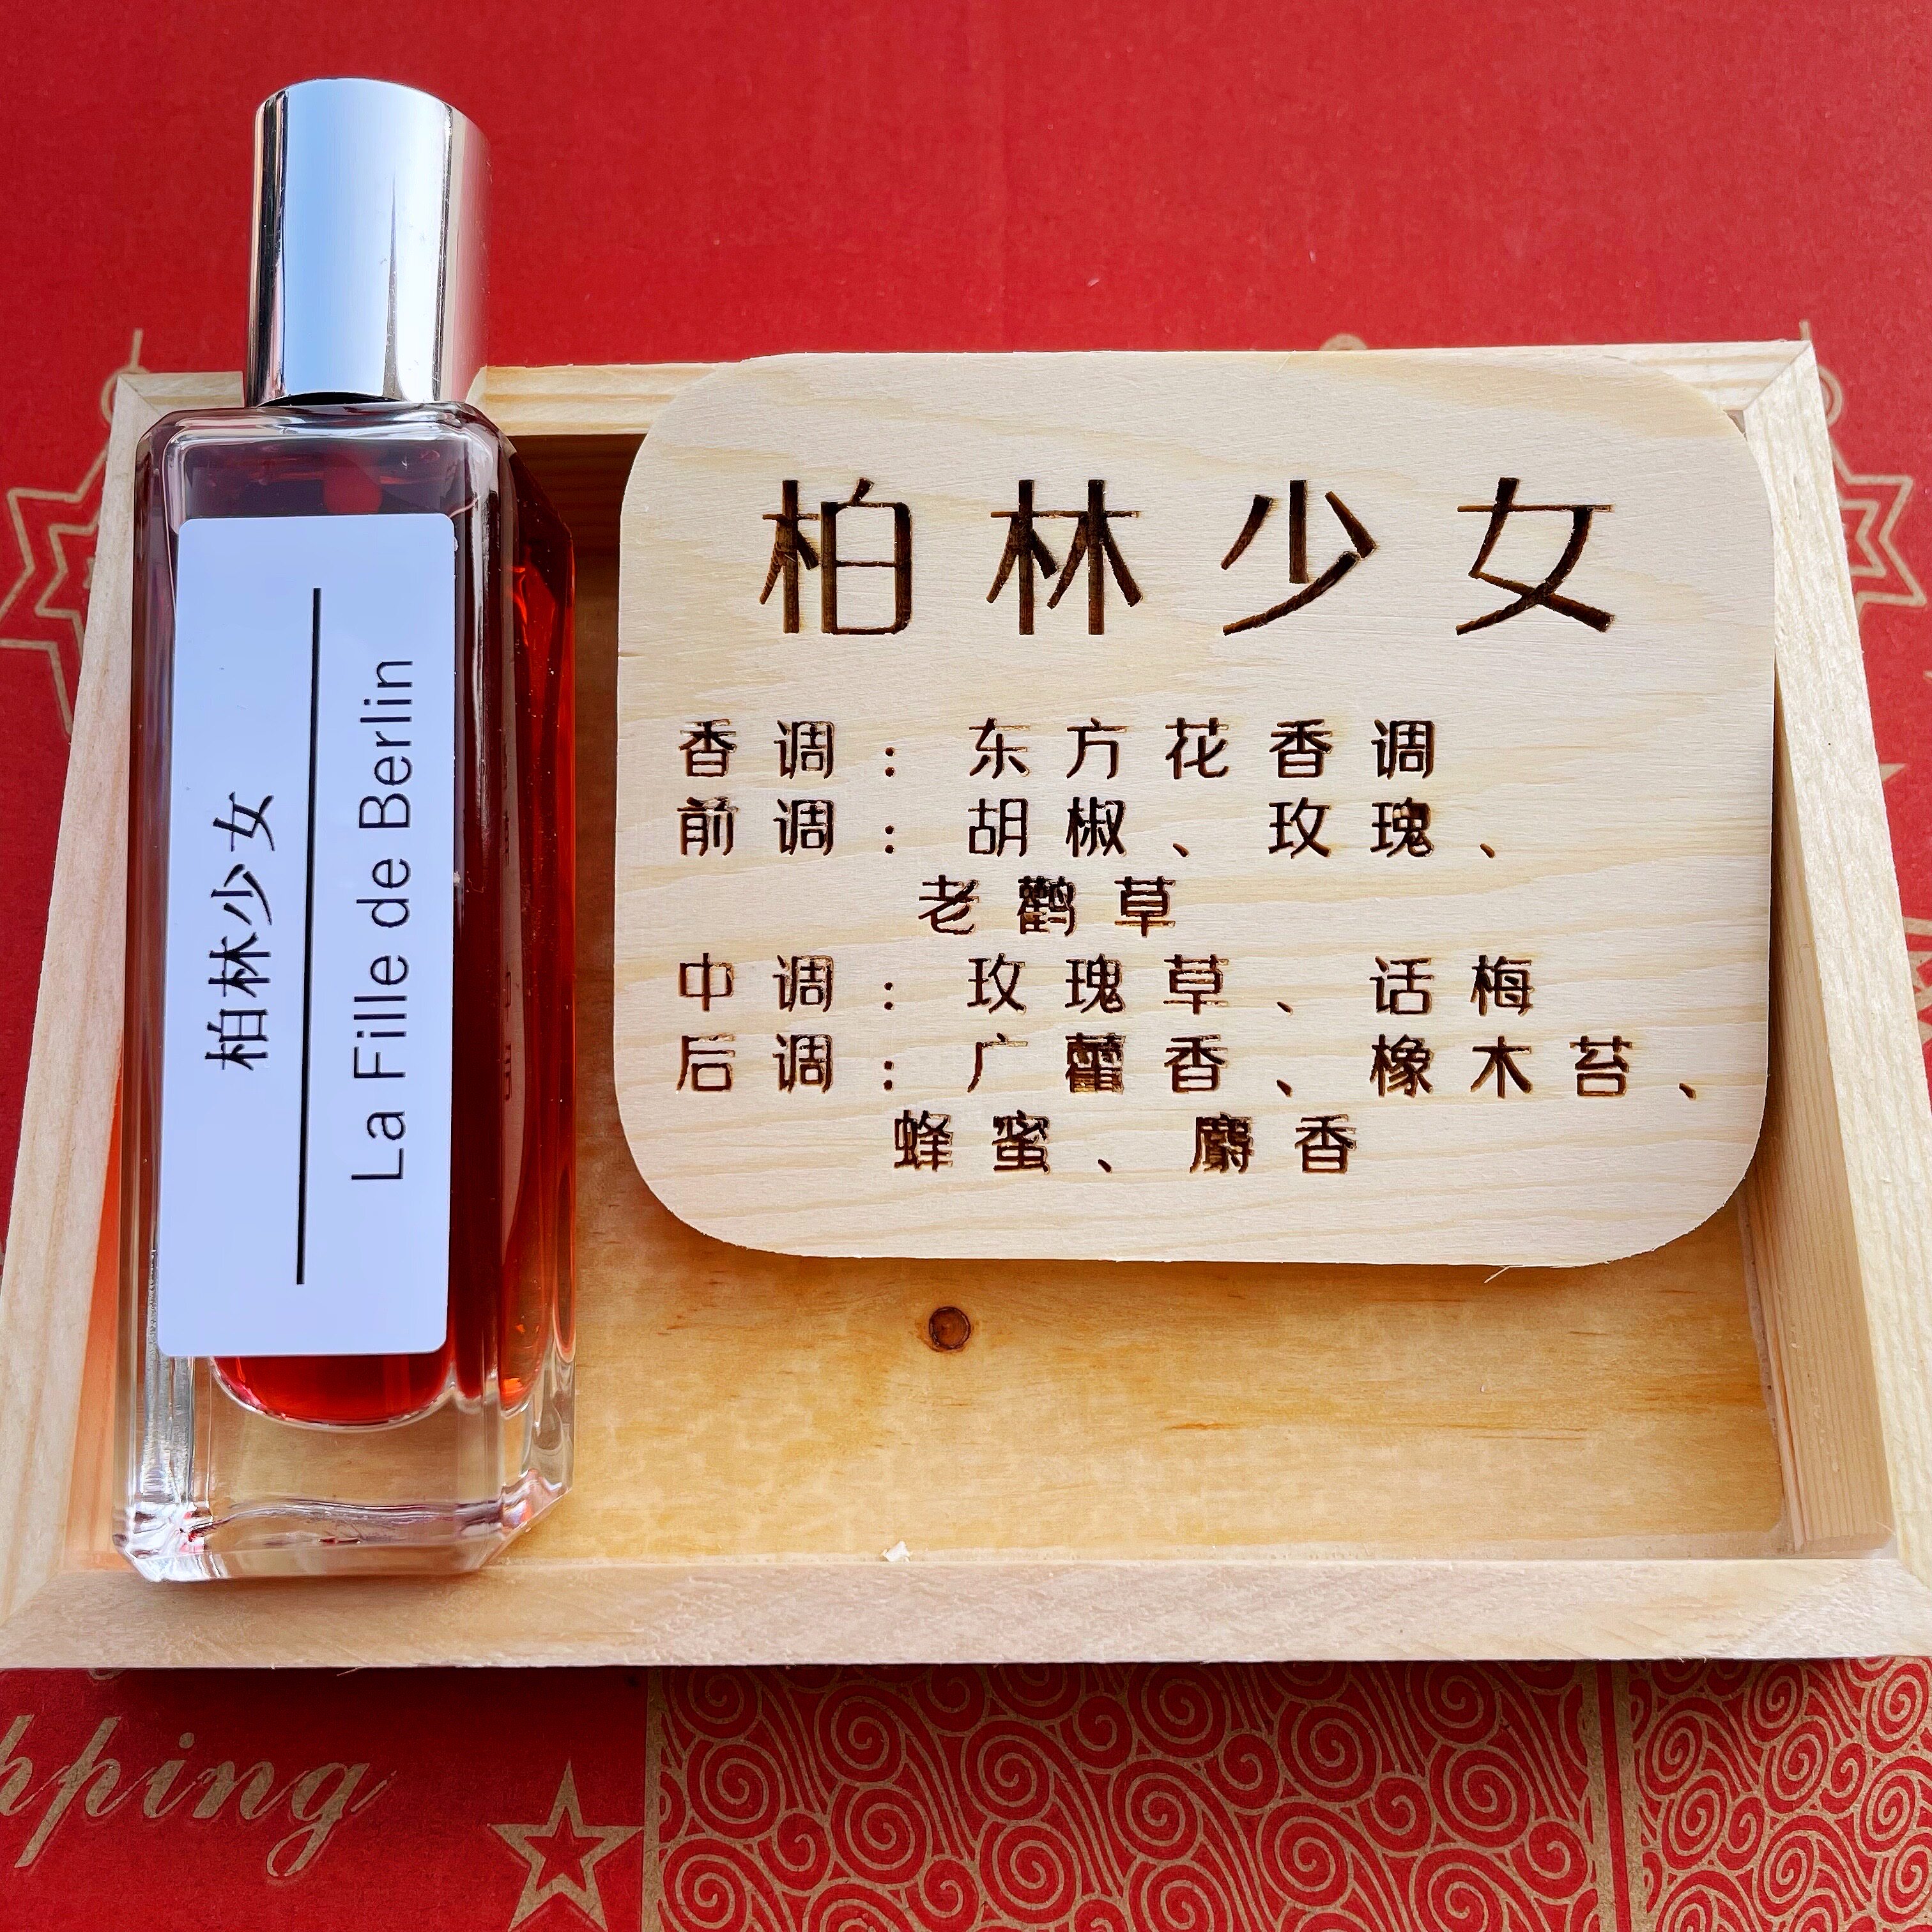 柏林少女
La Fille de Berlin
柏林少女
香调：东方花香调
前调：胡椒、玫瑰、
老鹳草
中调：玫瑰草、话梅
后调：广藿香、橡木苔、
蜂蜜、麝香
pping